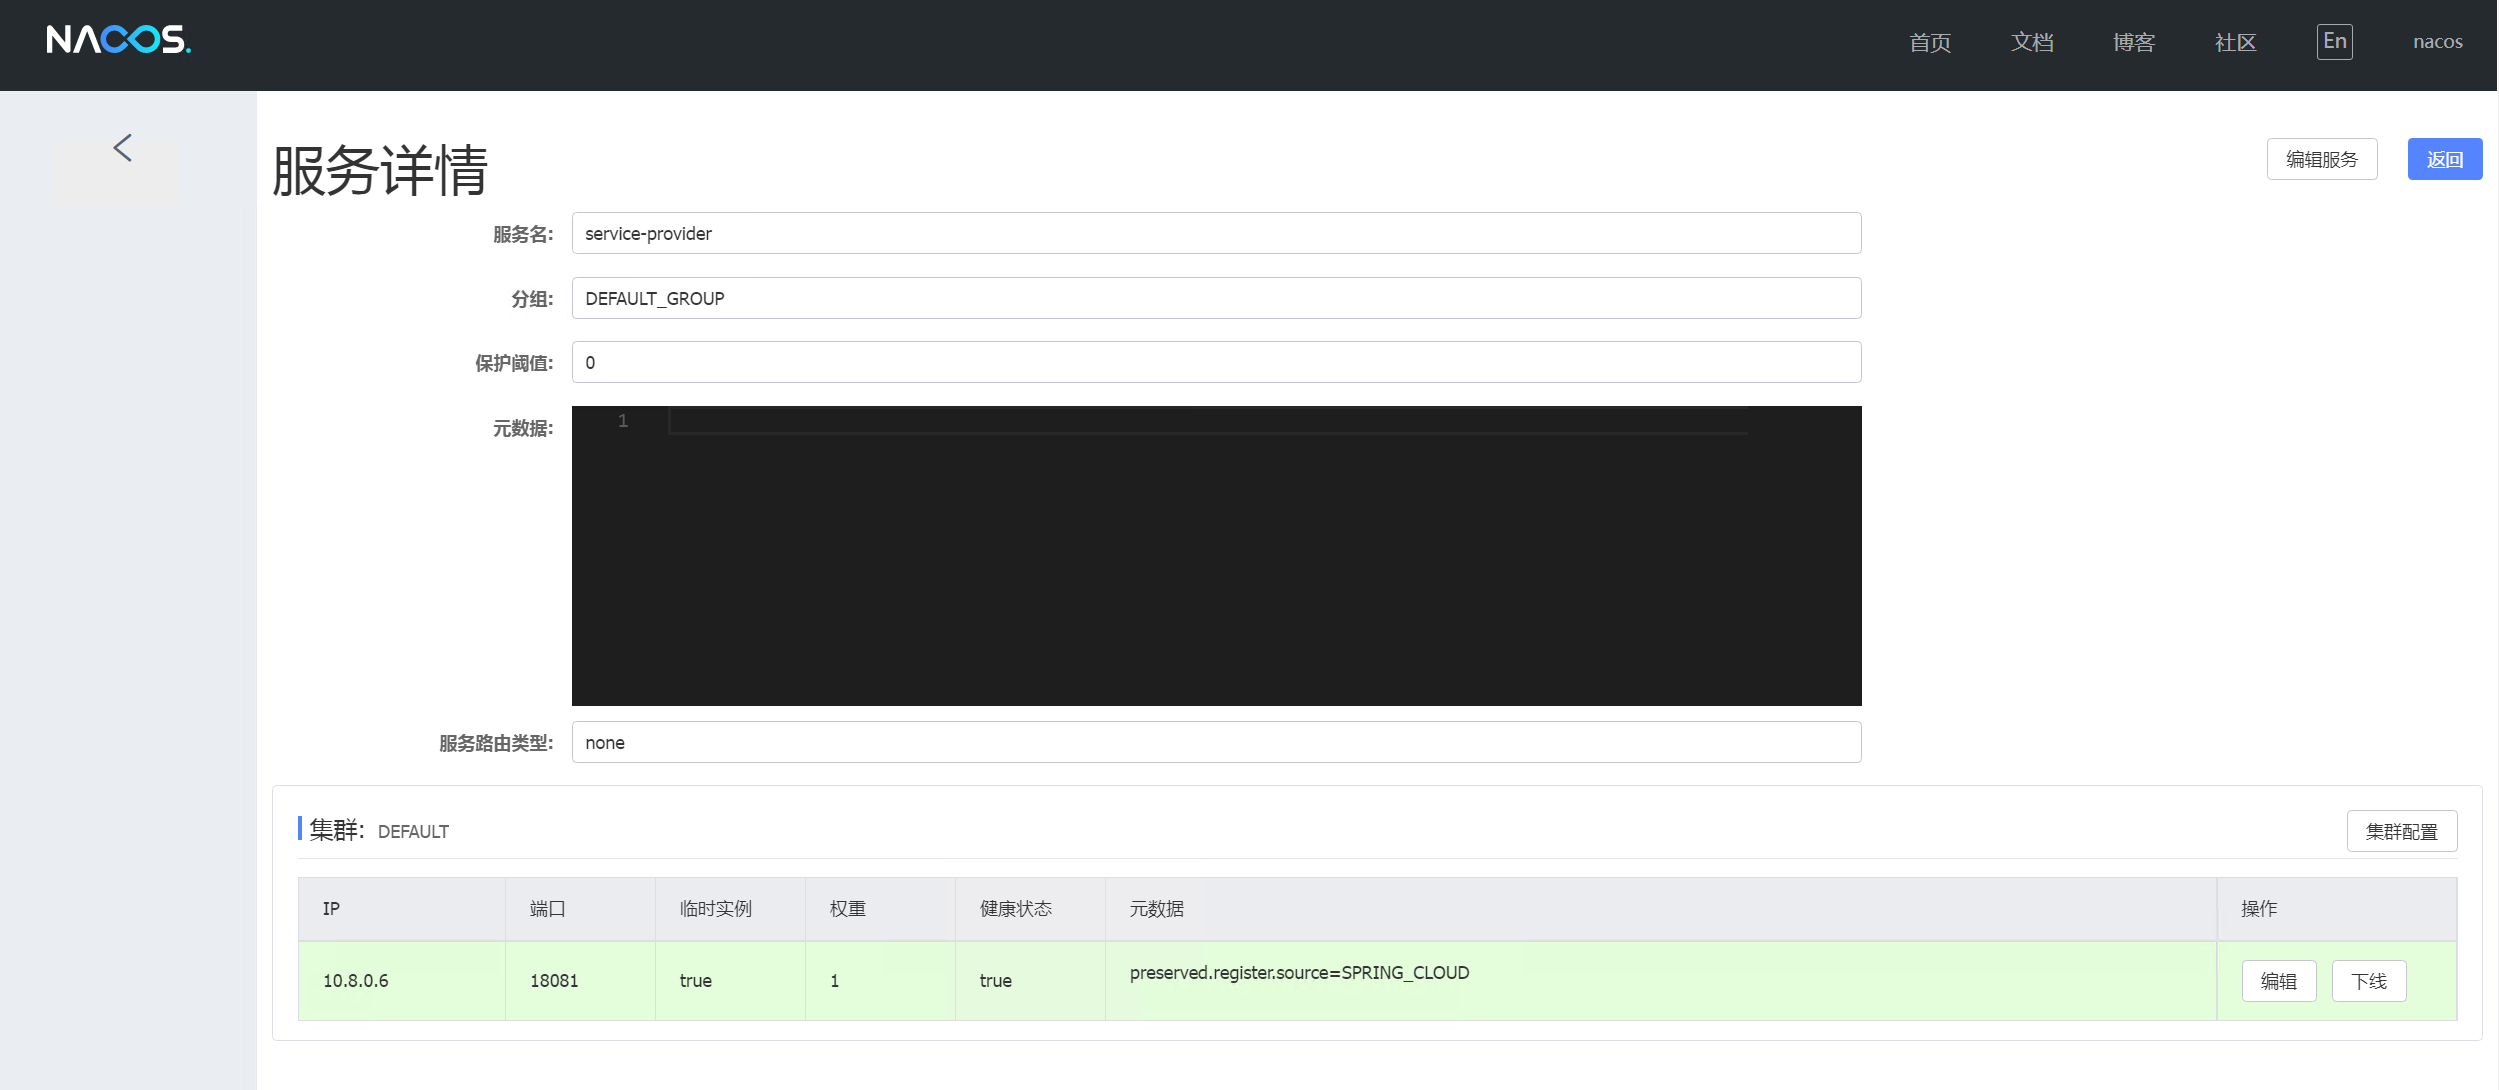 NACOS.
首页 文档 博客 社区 En nacos
服务详情
编辑服务 返回
服务名: service-provider
分组: DEFAULT_GROUP
保护阈值: 0
元数据: 1
服务路由类型: none
集群: DEFAULT 集群配置
IP 端口 临时实例 权重 健康状态 元数据 操作
10.8.0.6 18081 true 1 true preserved.register.source=SPRING_CLOUD 编辑 下线